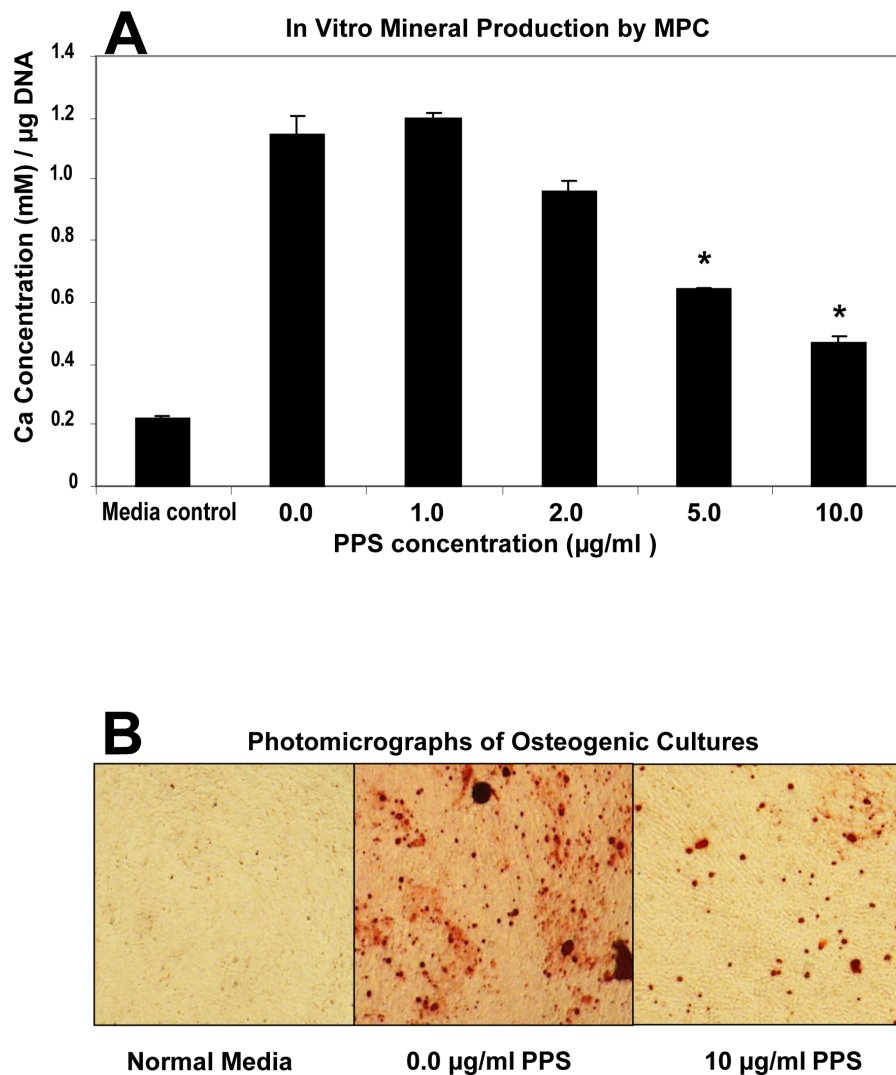 A
In Vitro Mineral Production by MPC
Ca Concentration (mM) / µg DNA
1.4
1.2
1.0
0.8
0.6
0.4
0.2
0
*
*
Media control 0.0 1.0 2.0 5.0 10.0
PPS concentration (µg/ml )
B
Photomicrographs of Osteogenic Cultures
Normal Media 0.0 µg/ml PPS 10 µg/ml PPS